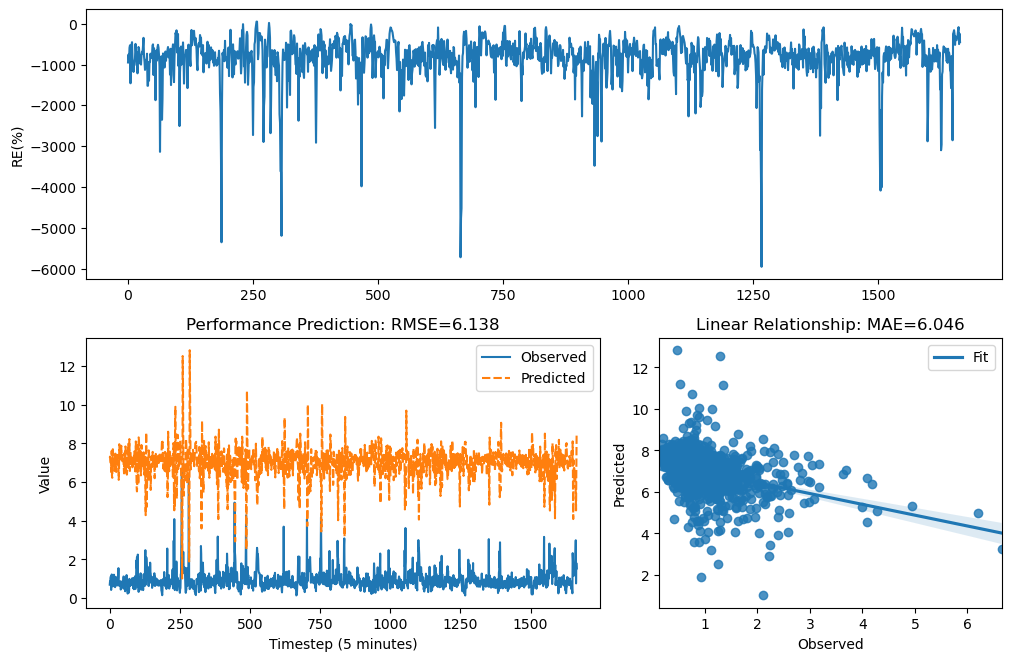 0
−1000
−2000
−3000
−4000
−5000
−6000
RE(%)
0 250 500 750 1000 1250 1500
Performance Prediction: RMSE=6.138
Observed
Predicted
12
10
8
6
4
2
0
Value
0 250 500 750 1000 1250 1500
Timestep (5 minutes)
Linear Relationship: MAE=6.046
Fit
12
10
8
6
4
2
Predicted
1 2 3 4 5 6
Observed